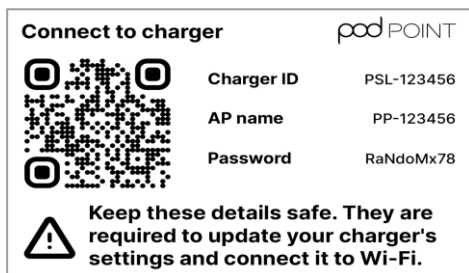 Connect to charger
pod POINT
Charger ID PSL-123456
AP name PP-123456
Password RaNdoMx78
Keep these details safe. They are
required to update your charger's
settings and connect it to Wi-Fi.